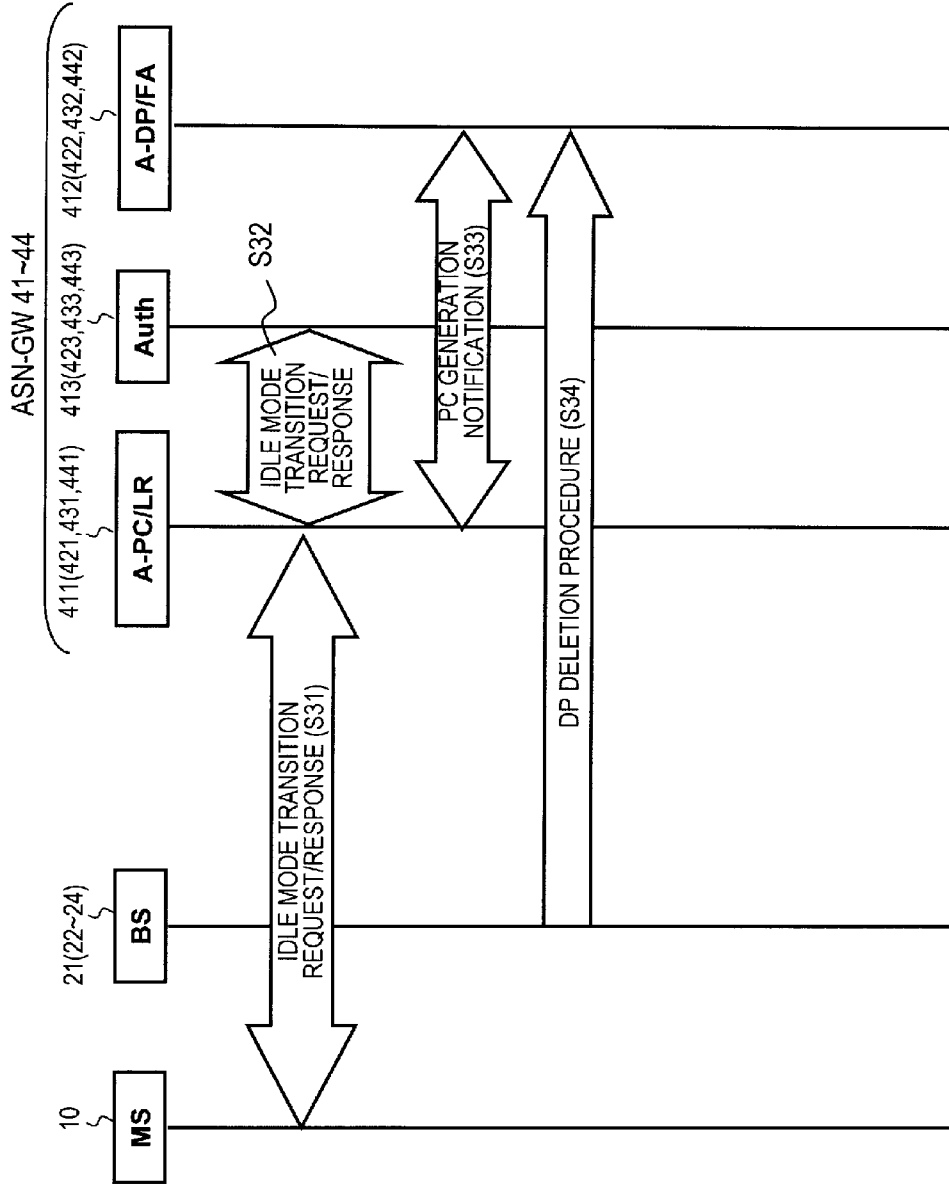 ASN-GW 41~44
10
21(22~24)
411(421,431,441)
413(423,433,443)
412(422,432,442)
MS
BS
A-PC/LR
Auth
A-DP/FA
IDLE MODE TRANSITION
REQUEST/RESPONSE (S31)
IDLE MODE
TRANSITION
REQUEST/
RESPONSE
S32
PC GENERATION
NOTIFICATION (S33)
DP DELETION PROCEDURE (S34)